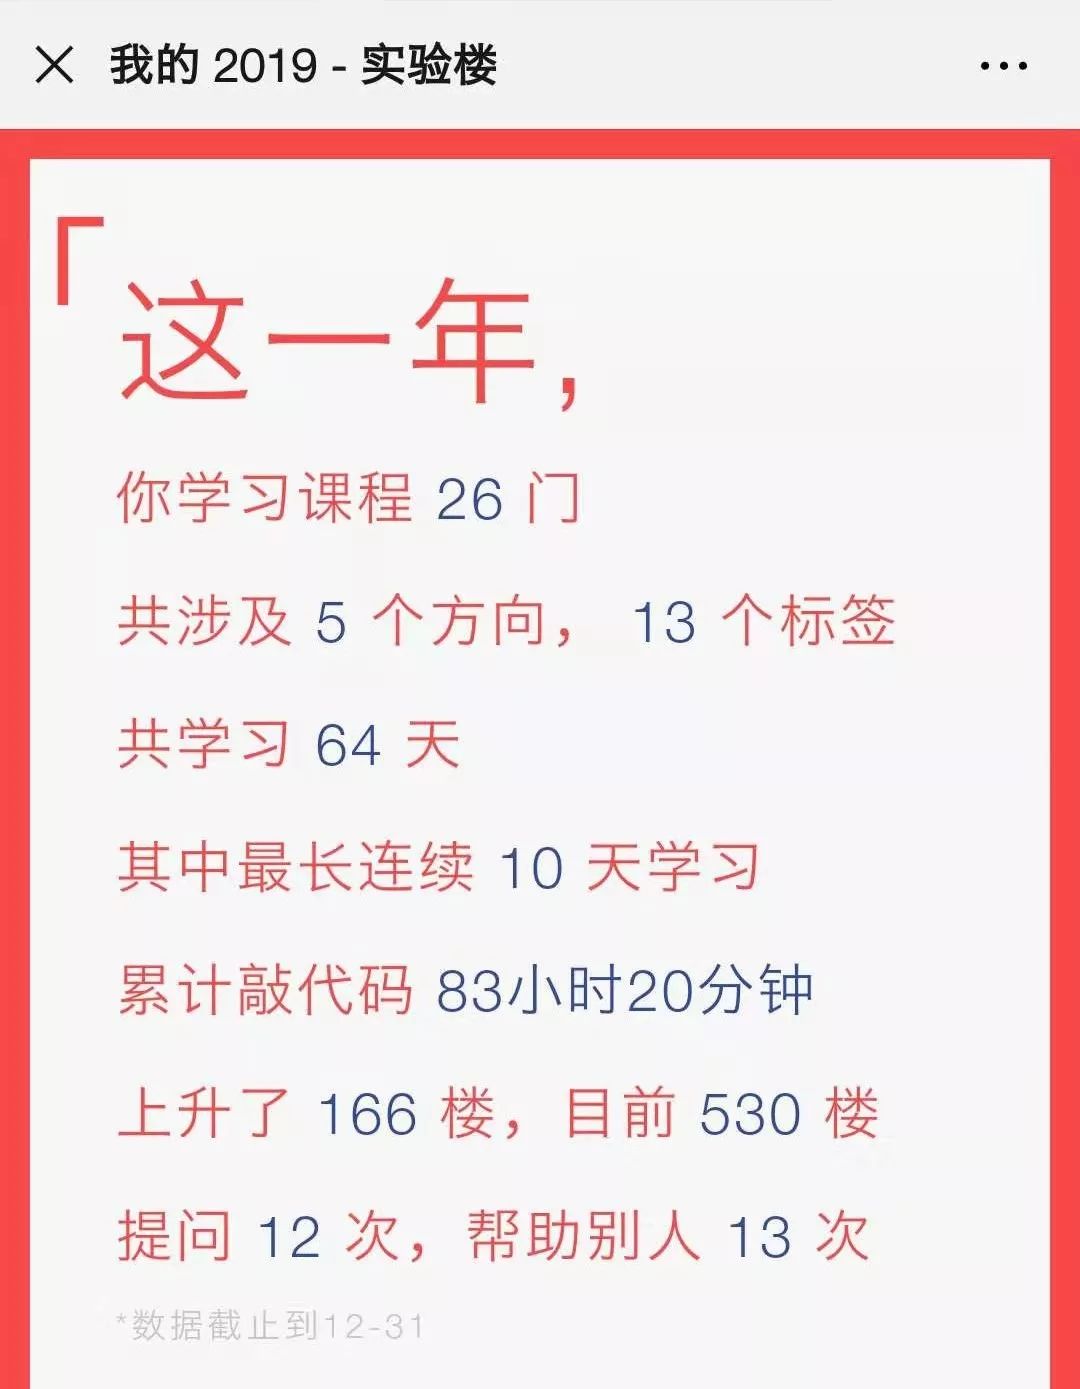 我的 2019 - 实验楼
「这一年,
你学习课程 26 门
共涉及 5 个方向， 13 个标签
共学习 64 天
其中最长连续 10 天学习
累计敲代码 83小时20分钟
上升了 166 楼，目前 530 楼
提问 12 次，帮助别人 13 次
*数据截止到12-31